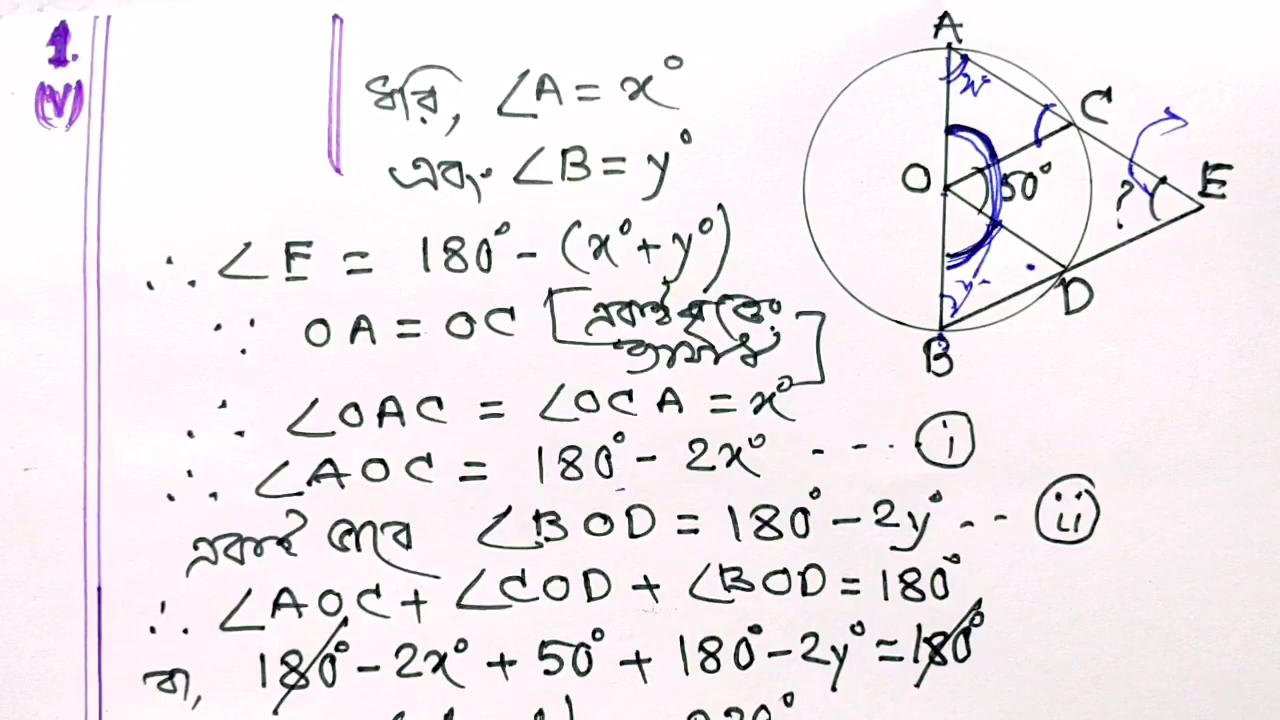 1.
(V)
ধরি, ∠A = x°
এবং ∠B = y°
∴ ∠E = 180° - (x° + y°)
∵ OA = OC [একই বৃত্তের ব্যাসার্ধ]
∴ ∠OAC = ∠OCA = x°
∴ ∠AOC = 180° - 2x° - - - (i)
একই ভাবে ∠BOD = 180° - 2y° - - (ii)
∴ ∠AOC + ∠COD + ∠BOD = 180°
বা, 180° - 2x° + 50° + 180° - 2y° = 180°
A
C
O
50°
?
E
D
B